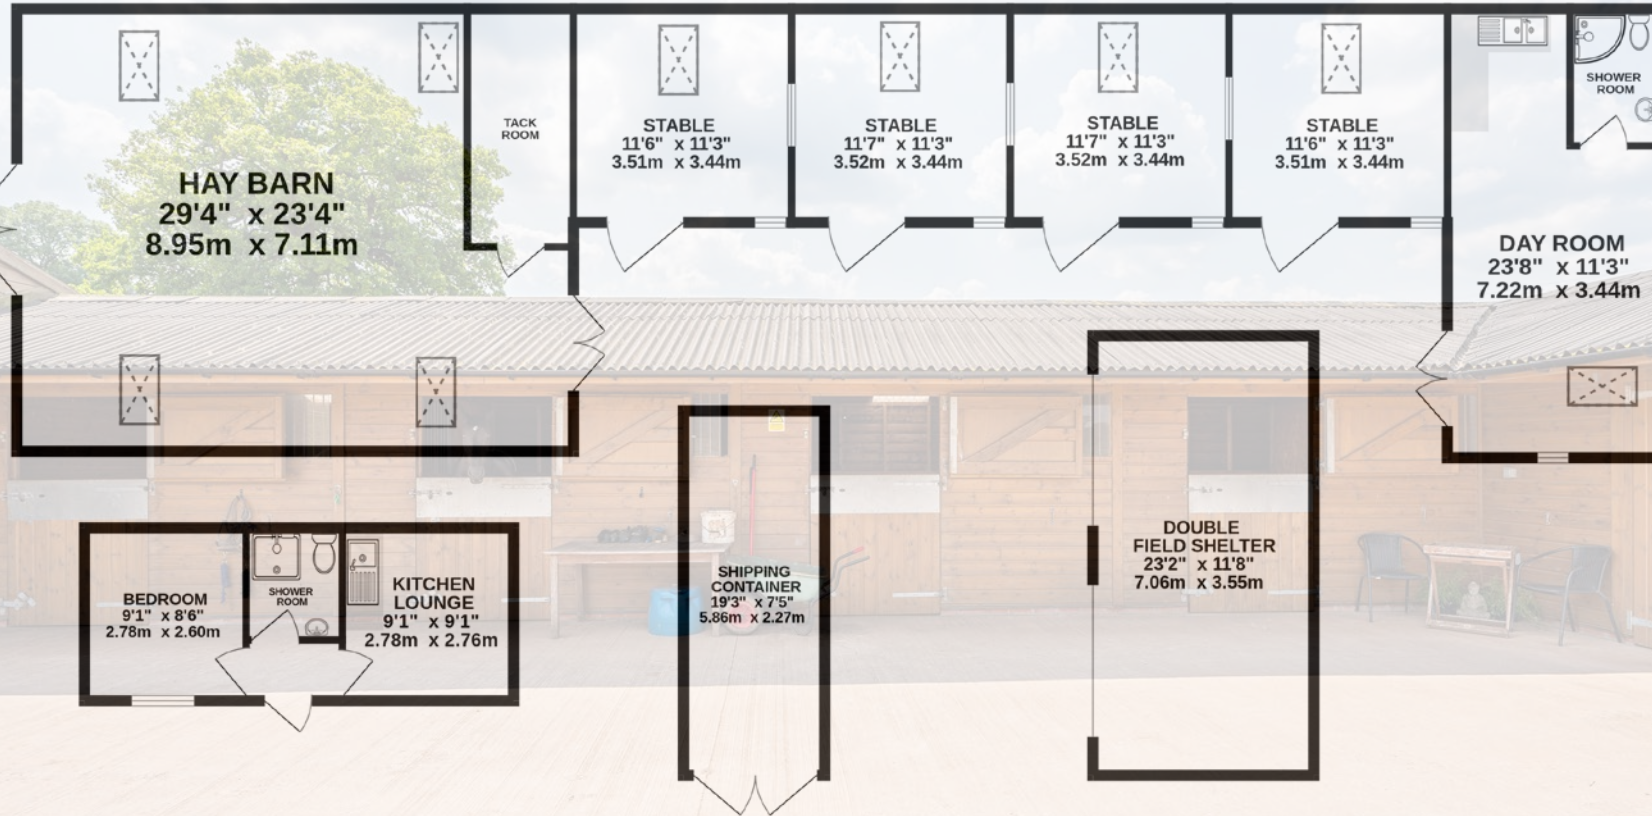 HAY BARN
29'4" x 23'4"
8.95m x 7.11m
TACK
ROOM
STABLE
11'6" x 11'3"
3.51m x 3.44m
STABLE
11'7" x 11'3"
3.52m x 3.44m
STABLE
11'7" x 11'3"
3.52m x 3.44m
STABLE
11'6" x 11'3"
3.51m x 3.44m
SHOWER
ROOM
DAY ROOM
23'8" x 11'3"
7.22m x 3.44m
BEDROOM
9'1" x 8'6"
2.78m x 2.60m
SHOWER
ROOM
KITCHEN
LOUNGE
9'1" x 9'1"
2.78m x 2.76m
SHIPPING
CONTAINER
19'3" x 7'5"
5.86m x 2.27m
DOUBLE
FIELD SHELTER
23'2" x 11'8"
7.06m x 3.55m